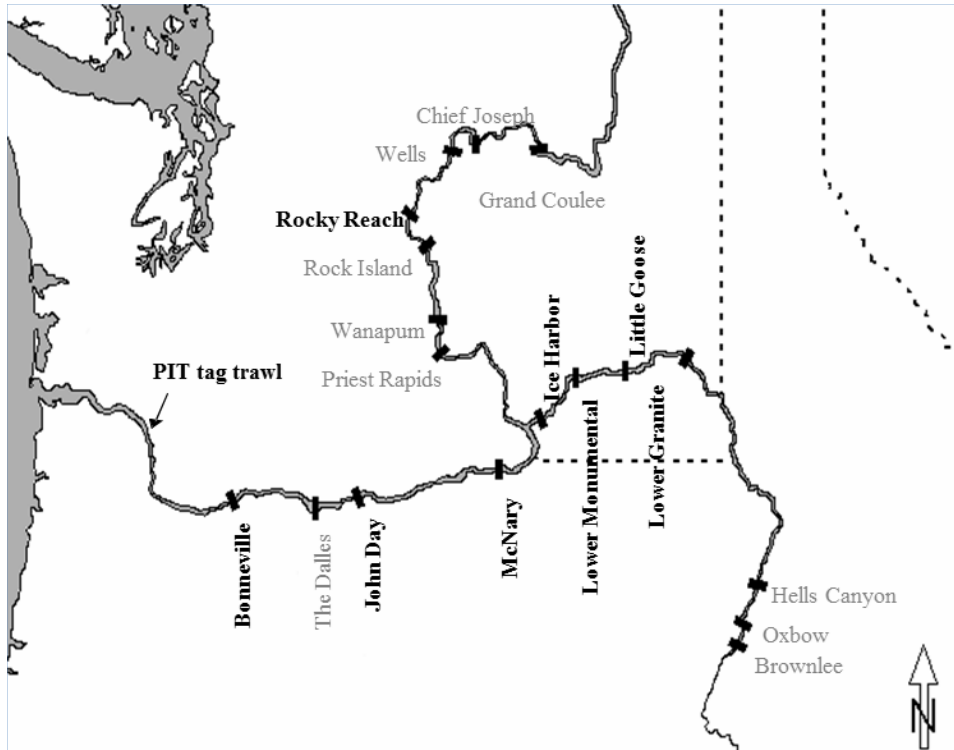 Chief Joseph
Wells
Grand Coulee
Rocky Reach
Rock Island
Wanapum
Priest Rapids
PIT tag trawl
Ice Harbor
Little Goose
Bonneville
The Dalles
John Day
McNary
Lower Monumental
Lower Granite
Hells Canyon
Oxbow
Brownlee
N